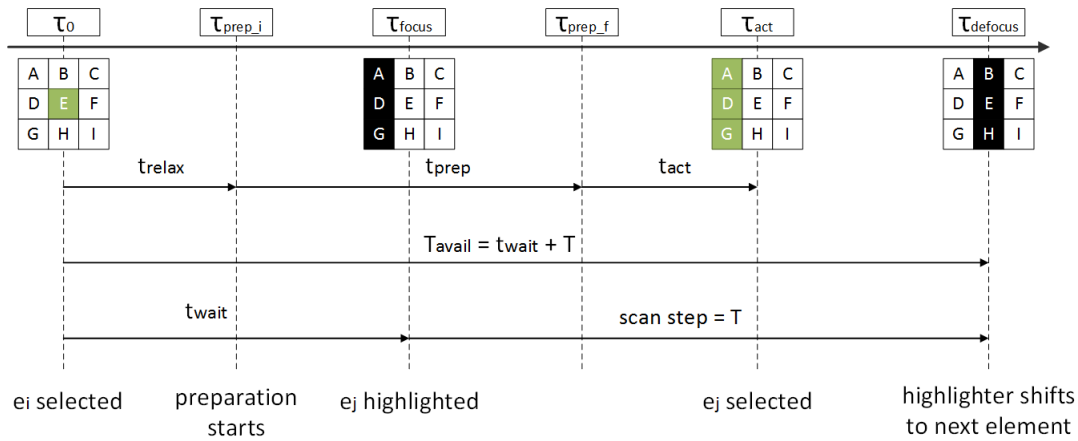 τ0 τprep_i τfocus τprep_f τact τdefocus
A B C A B C A B C A B C
D E F D E F D E F D E F
G H I G H I G H I G H I
trelax tprep tact
Tavail = twait + T
twait scan step = T
ei selected preparation ej highlighted ej selected highlighter shifts
starts to next element